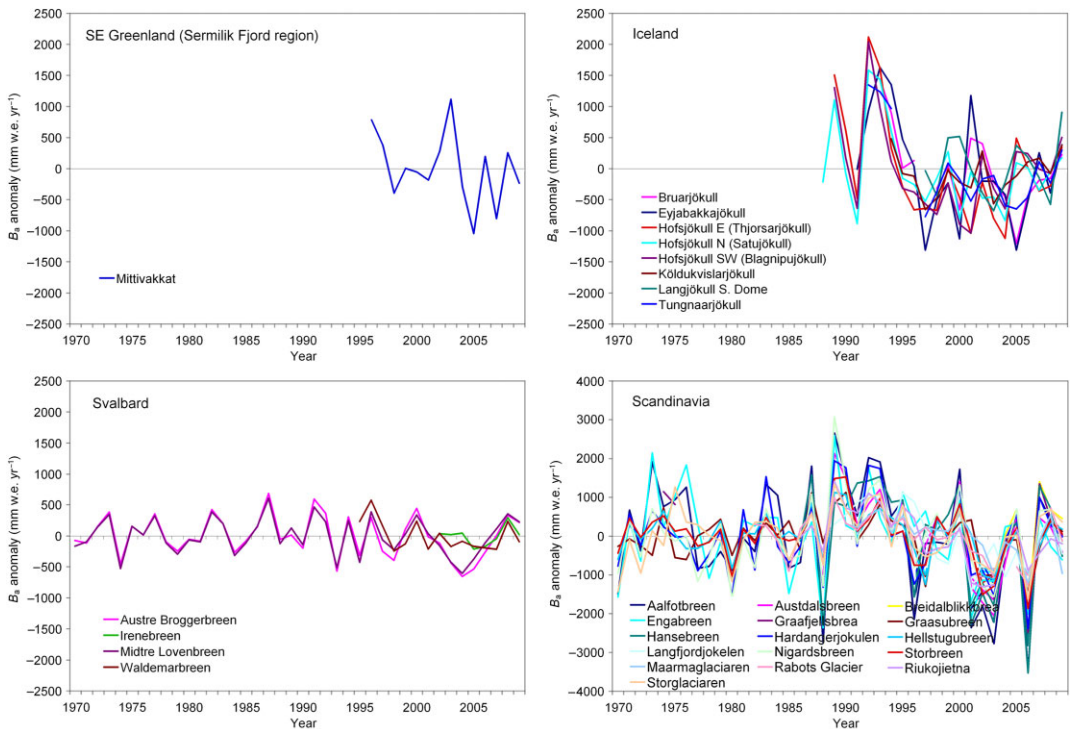 SE Greenland (Sermilik Fjord region)
Bₐ anomaly (mm w.e. yr⁻¹)
2500
2000
1500
1000
500
0
−500
−1000
−1500
−2000
−2500
Mittivakkat
1970 1975 1980 1985 1990 1995 2000 2005
Year
Iceland
Bₐ anomaly (mm w.e. yr⁻¹)
2500
2000
1500
1000
500
0
−500
−1000
−1500
−2000
−2500
Bruarjökull
Eyjabakkajökull
Hofsjökull E (Thjorsarjökull)
Hofsjökull N (Satujökull)
Hofsjökull SW (Blagnipujökull)
Köldukvislarjökull
Langjökull S. Dome
Tungnaarjökull
1970 1975 1980 1985 1990 1995 2000 2005
Year
Svalbard
Bₐ anomaly (mm w.e. yr⁻¹)
2500
2000
1500
1000
500
0
−500
−1000
−1500
−2000
−2500
Austre Broggerbreen
Irenebreen
Midtre Lovenbreen
Waldemarbreen
1970 1975 1980 1985 1990 1995 2000 2005
Year
Scandinavia
Bₐ anomaly (mm w.e. yr⁻¹)
4000
3000
2000
1000
0
−1000
−2000
−3000
−4000
Aalfotbreen Austdalsbreen Breidalblikkbrea
Engabreen Graafjellsbrea Graasubreen
Hansebreen Hardangerjokulen Hellstugubreen
Langfjordjokelen Nigardsbreen Storbreen
Maarmaglaciaren Rabots Glacier Riukojietna
Storglaciaren
1970 1975 1980 1985 1990 1995 2000 2005
Year